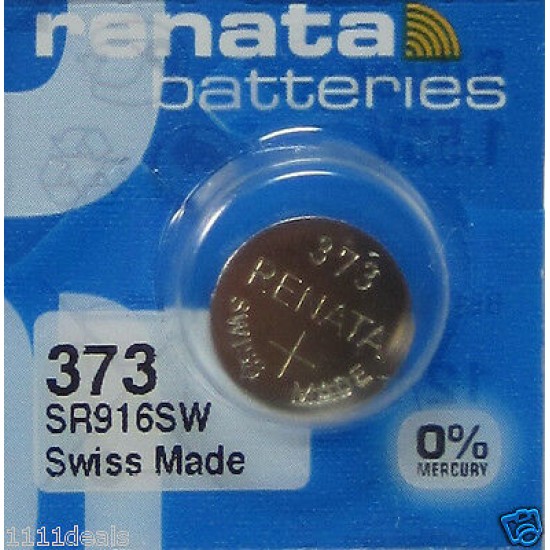 renata
batteries
373
RENATA
+
SWISS MADE
373
SR916SW
Swiss Made
0%
MERCURY
1111deals